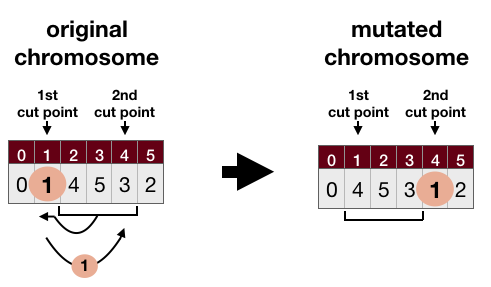 original
chromosome
1st
cut point
2nd
cut point
0 1 2 3 4 5
0 1 4 5 3 2
1
mutated
chromosome
1st
cut point
2nd
cut point
0 1 2 3 4 5
0 4 5 3 1 2